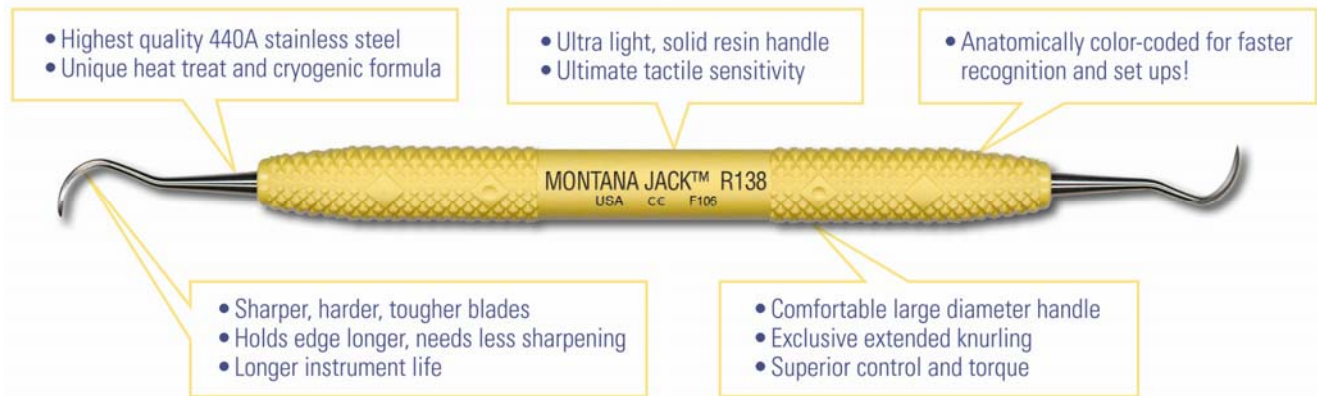 • Highest quality 440A stainless steel
• Unique heat treat and cryogenic formula
• Ultra light, solid resin handle
• Ultimate tactile sensitivity
• Anatomically color-coded for faster
recognition and set ups!
MONTANA JACK™ R138
USA CE F106
• Sharper, harder, tougher blades
• Holds edge longer, needs less sharpening
• Longer instrument life
• Comfortable large diameter handle
• Exclusive extended knurling
• Superior control and torque